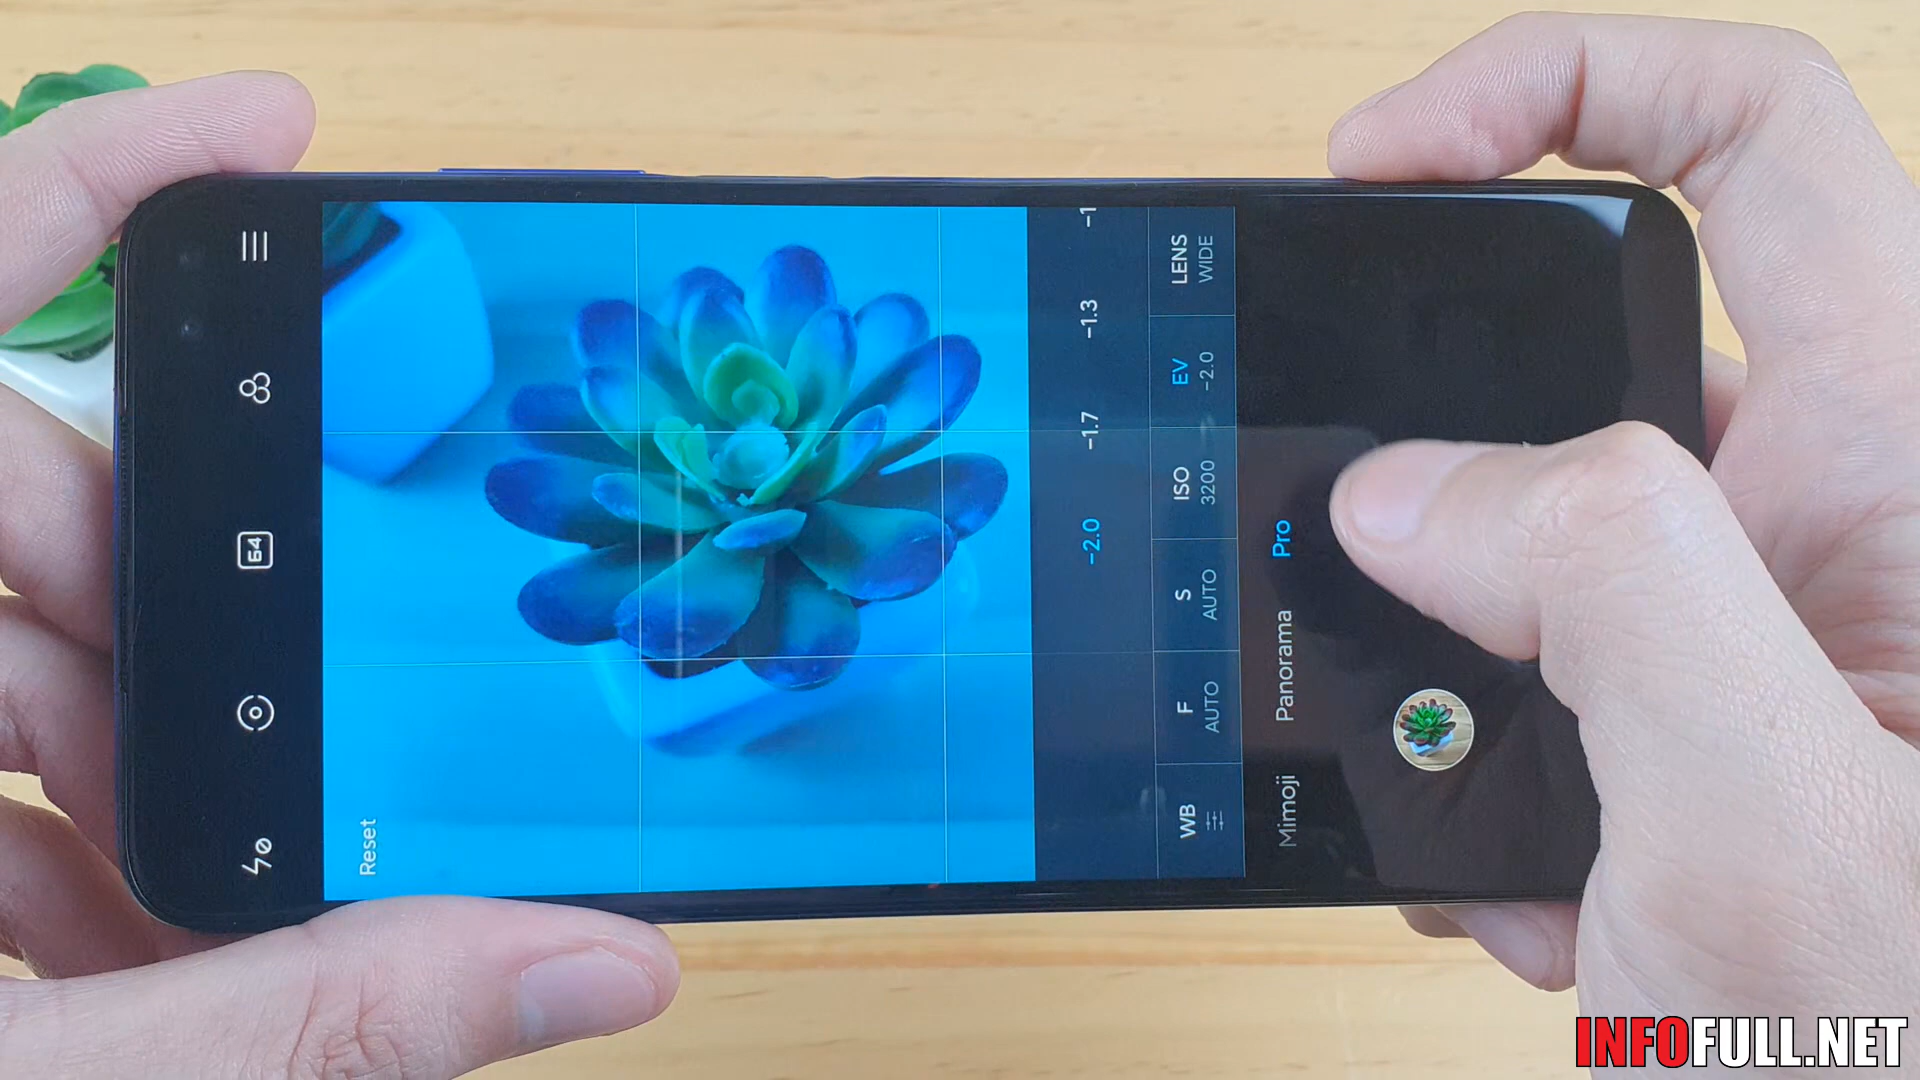 Reset
64
-1
-1.3
-1.7
-2.0
LENS
WIDE
EV
-2.0
ISO
3200
S
AUTO
F
AUTO
WB
Pro
Panorama
Mimoji
INFOFULL.NET